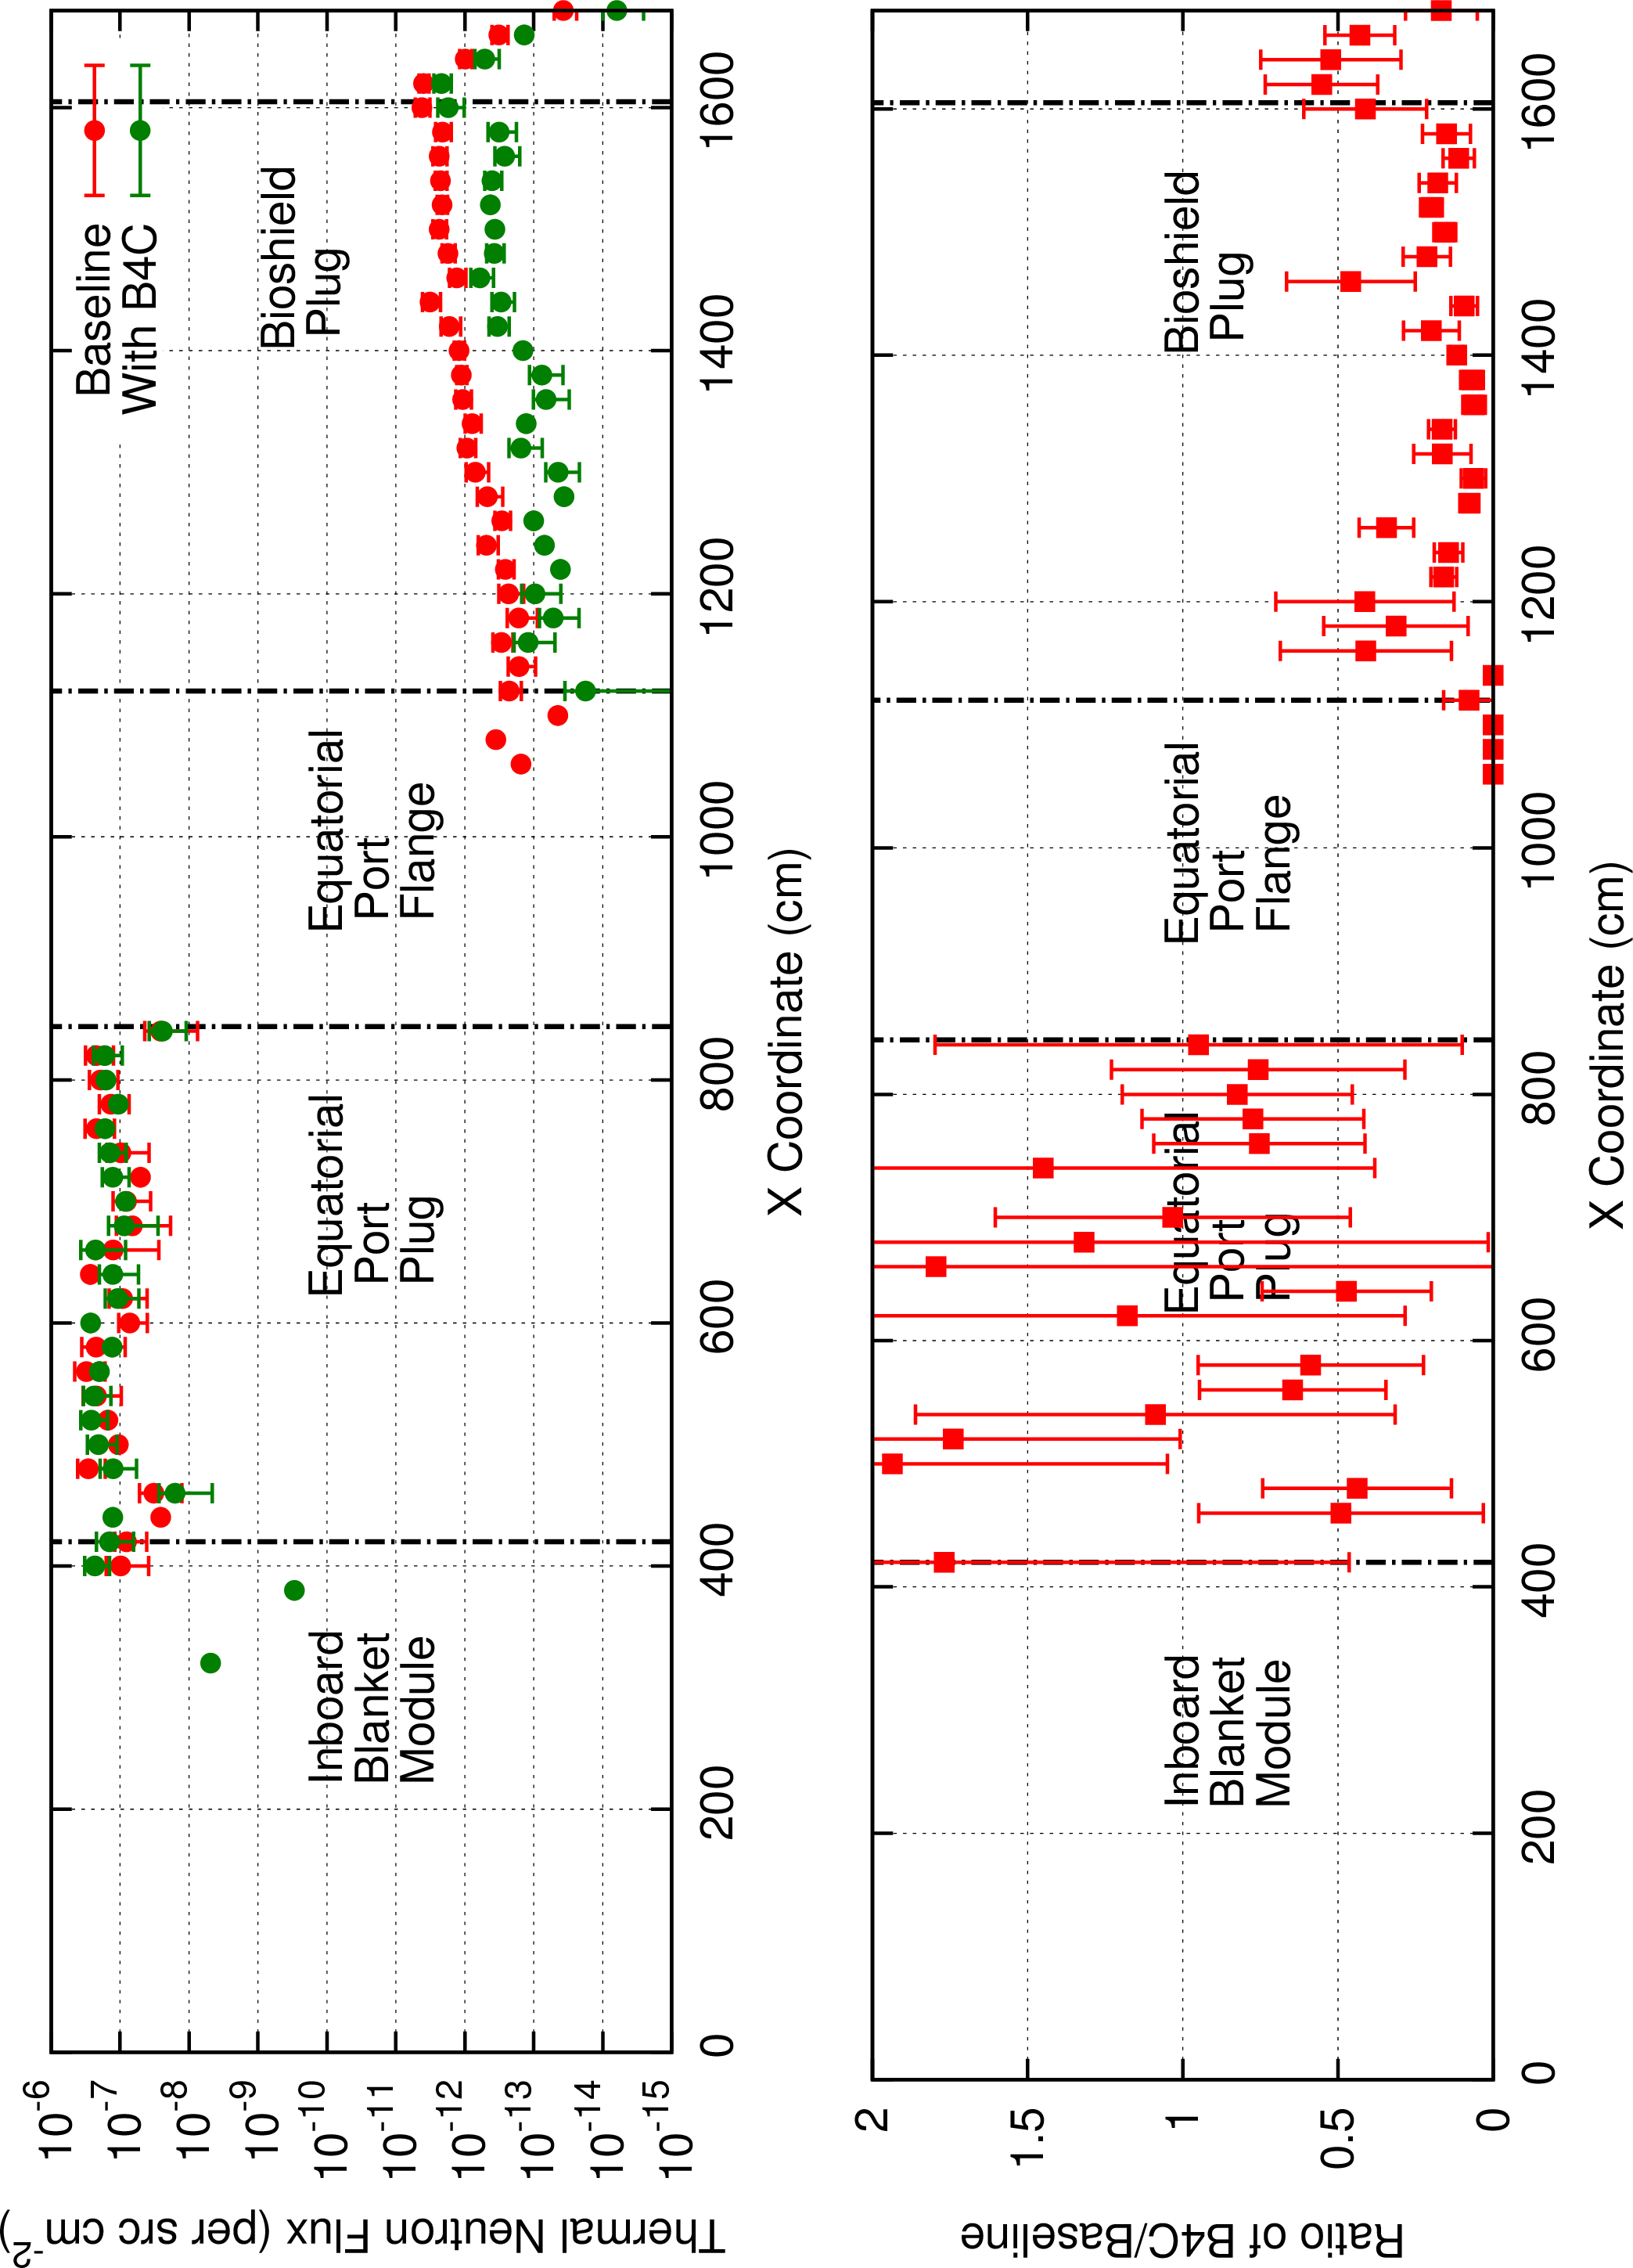 Thermal Neutron Flux (per src cm⁻²)
10⁻⁶
10⁻⁷
10⁻⁸
10⁻⁹
10⁻¹⁰
10⁻¹¹
10⁻¹²
10⁻¹³
10⁻¹⁴
10⁻¹⁵
Baseline
With B4C
Inboard
Blanket
Module
Equatorial
Port
Plug
Equatorial
Port
Flange
Bioshield
Plug
0 200 400 600 800 1000 1200 1400 1600
X Coordinate (cm)
Ratio of B4C/Baseline
2
1.5
1
0.5
0
Inboard
Blanket
Module
Equatorial
Port
Plug
Equatorial
Port
Flange
Bioshield
Plug
0 200 400 600 800 1000 1200 1400 1600
X Coordinate (cm)